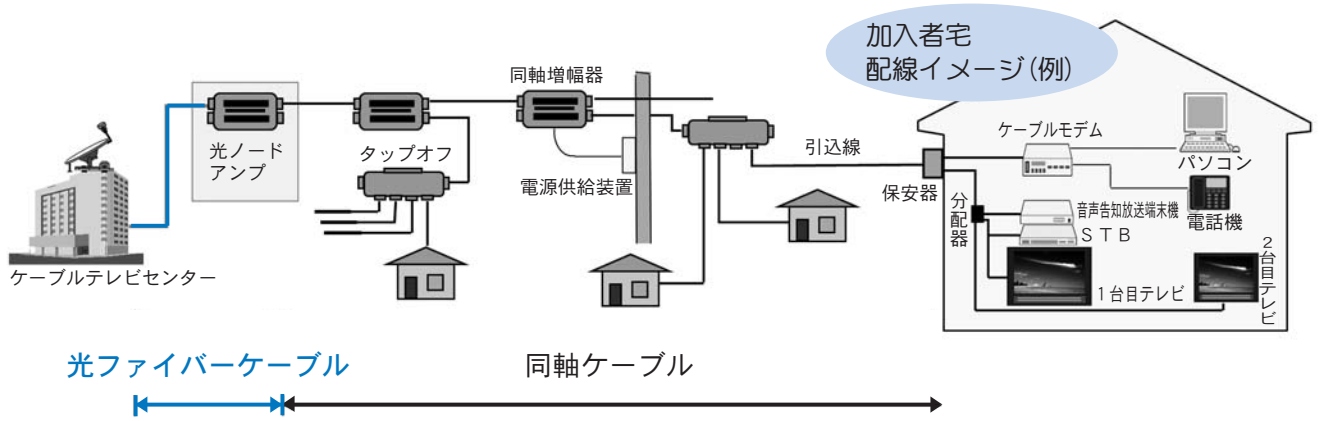 加入者宅
配線イメージ(例)
同軸増幅器
光ノード
アンプ
タップオフ
電源供給装置
引込線
保安器
ケーブルモデム
パソコン
電話機
分配器
音声告知放送端末機
STB
1台目テレビ
2台目テレビ
ケーブルテレビセンター
光ファイバーケーブル
同軸ケーブル